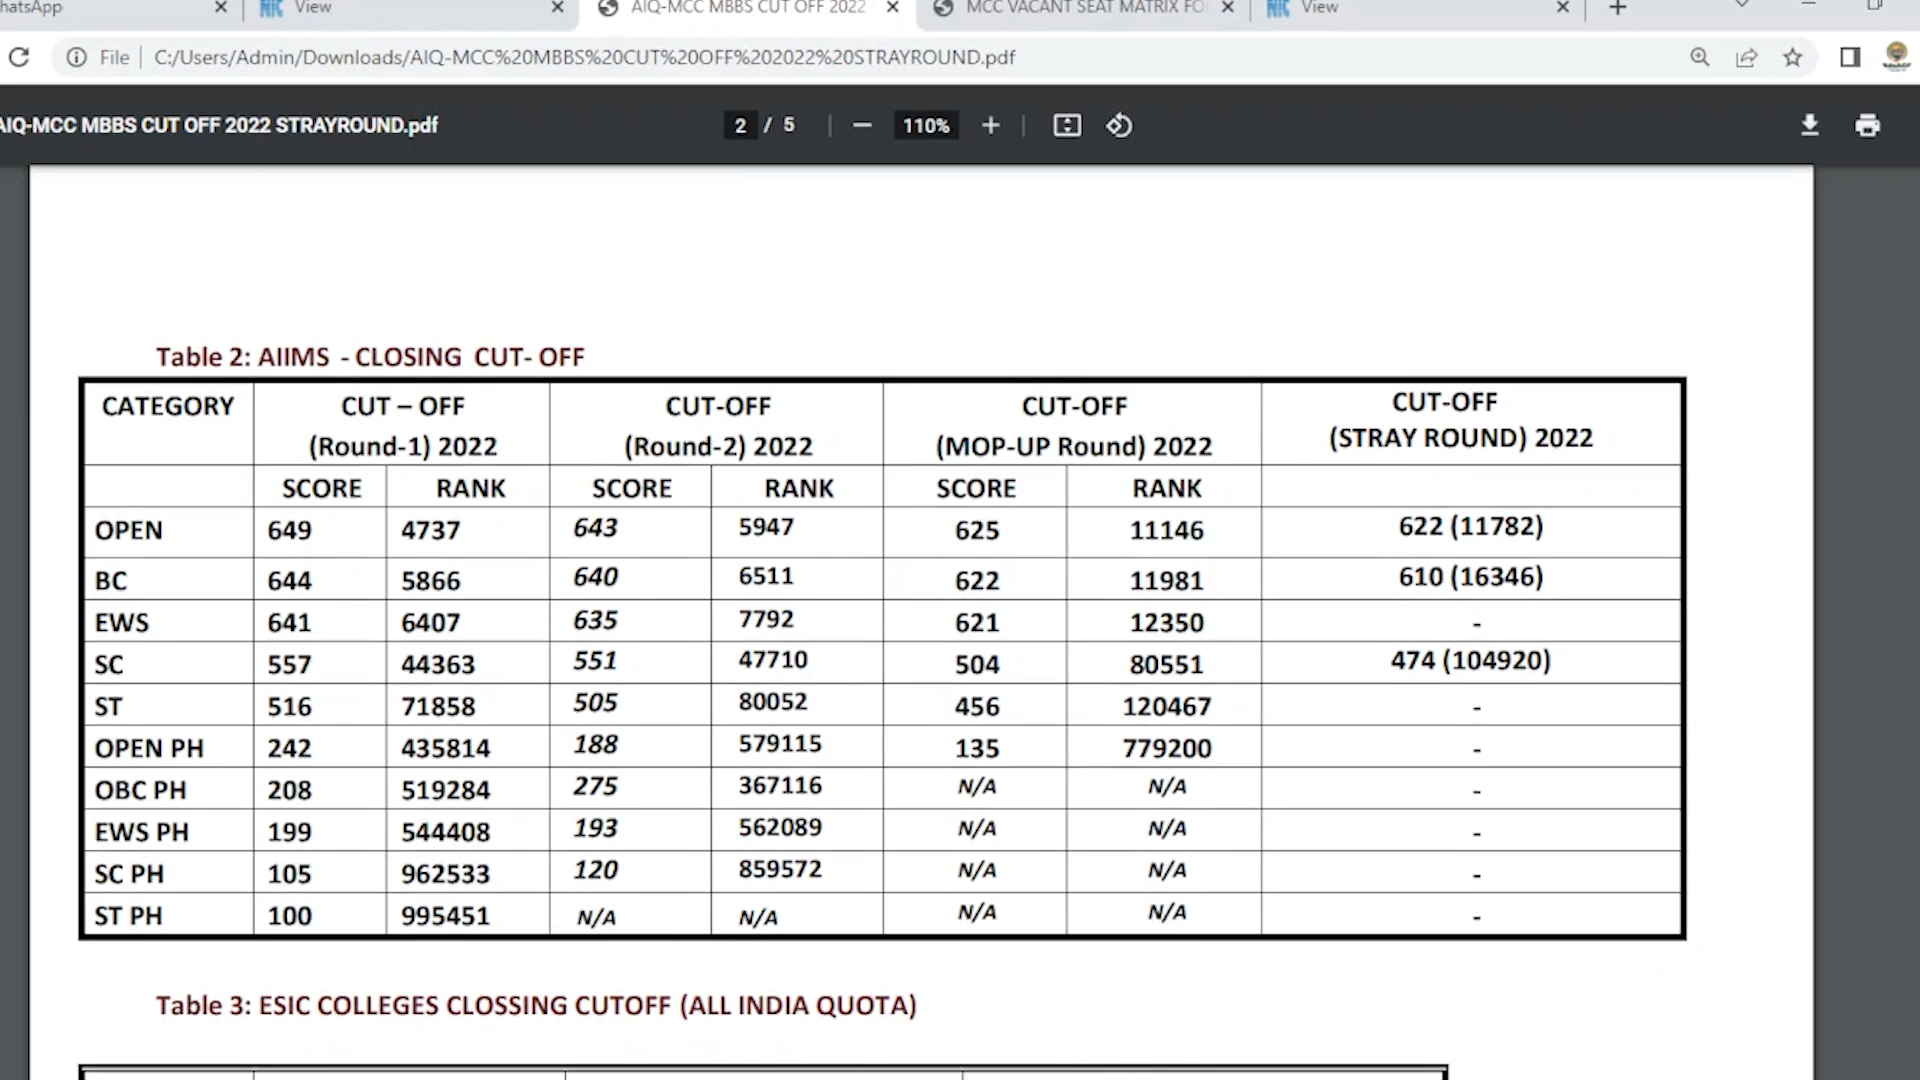 hatsApp
NIC View
AIQ-MCC MBBS CUT OFF 2022
MCC VACANT SEAT MATRIX FO
NIC View
File C:/Users/Admin/Downloads/AIQ-MCC%20MBBS%20CUT%20OFF%202022%20STRAYROUND.pdf
AIQ-MCC MBBS CUT OFF 2022 STRAYROUND.pdf 2 / 5 110%
Table 2: AIIMS - CLOSING CUT- OFF
CATEGORY CUT – OFF (Round-1) 2022 CUT-OFF (Round-2) 2022 CUT-OFF (MOP-UP Round) 2022 CUT-OFF (STRAY ROUND) 2022
SCORE RANK SCORE RANK SCORE RANK
OPEN 649 4737 643 5947 625 11146 622 (11782)
BC 644 5866 640 6511 622 11981 610 (16346)
EWS 641 6407 635 7792 621 12350 -
SC 557 44363 551 47710 504 80551 474 (104920)
ST 516 71858 505 80052 456 120467 -
OPEN PH 242 435814 188 579115 135 779200 -
OBC PH 208 519284 275 367116 N/A N/A -
EWS PH 199 544408 193 562089 N/A N/A -
SC PH 105 962533 120 859572 N/A N/A -
ST PH 100 995451 N/A N/A N/A N/A -
Table 3: ESIC COLLEGES CLOSSING CUTOFF (ALL INDIA QUOTA)